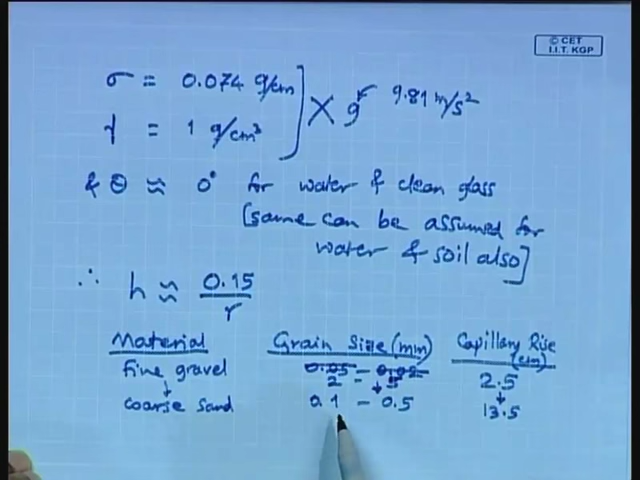 © CET
I.I.T. KGP
σ = 0.074 g/cm ] × g 9.81 m/s²
γ = 1 g/cm³
& θ ≈ 0° for water & clean glass
[same can be assumed for
water & soil also]
∴ h ≈ 0.15/r
Material Grain Size (mm) Capillary Rise (cm)
Fine gravel 2 - 5 2.5
↓ ↓ ↓
coarse sand 0.1 - 0.5 13.5